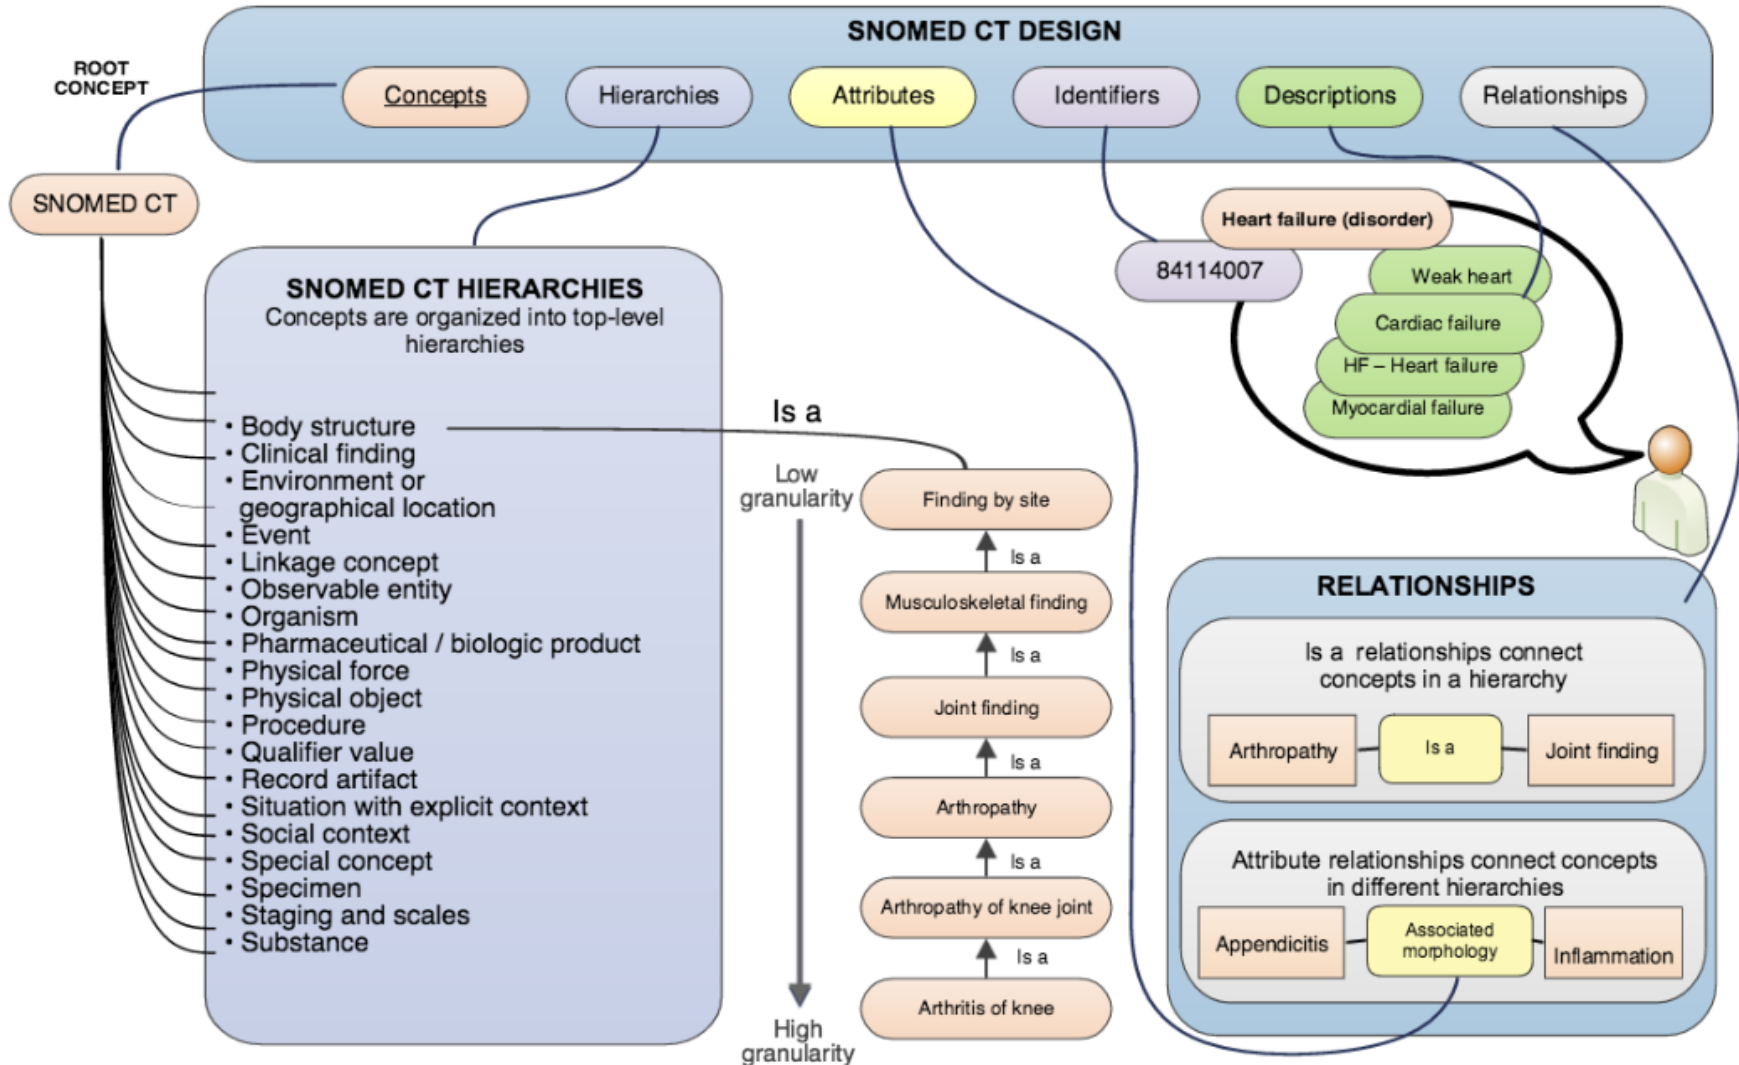 SNOMED CT DESIGN
ROOT
CONCEPT
Concepts
Hierarchies
Attributes
Identifiers
Descriptions
Relationships
SNOMED CT
SNOMED CT HIERARCHIES
Concepts are organized into top-level
hierarchies
• Body structure
• Clinical finding
• Environment or
geographical location
• Event
• Linkage concept
• Observable entity
• Organism
• Pharmaceutical / biologic product
• Physical force
• Physical object
• Procedure
• Qualifier value
• Record artifact
• Situation with explicit context
• Social context
• Special concept
• Specimen
• Staging and scales
• Substance
Is a
Low
granularity
High
granularity
Finding by site
Is a
Musculoskeletal finding
Is a
Joint finding
Is a
Arthropathy
Is a
Arthropathy of knee joint
Is a
Arthritis of knee
Heart failure (disorder)
84114007
Weak heart
Cardiac failure
HF – Heart failure
Myocardial failure
RELATIONSHIPS
Is a relationships connect
concepts in a hierarchy
Arthropathy
Is a
Joint finding
Attribute relationships connect concepts
in different hierarchies
Appendicitis
Associated
morphology
Inflammation